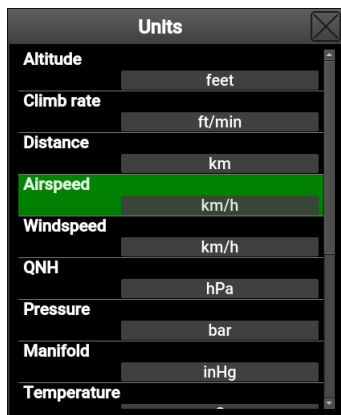 Units
Altitude
feet
Climb rate
ft/min
Distance
km
Airspeed
km/h
Windspeed
km/h
QNH
hPa
Pressure
bar
Manifold
inHg
Temperature